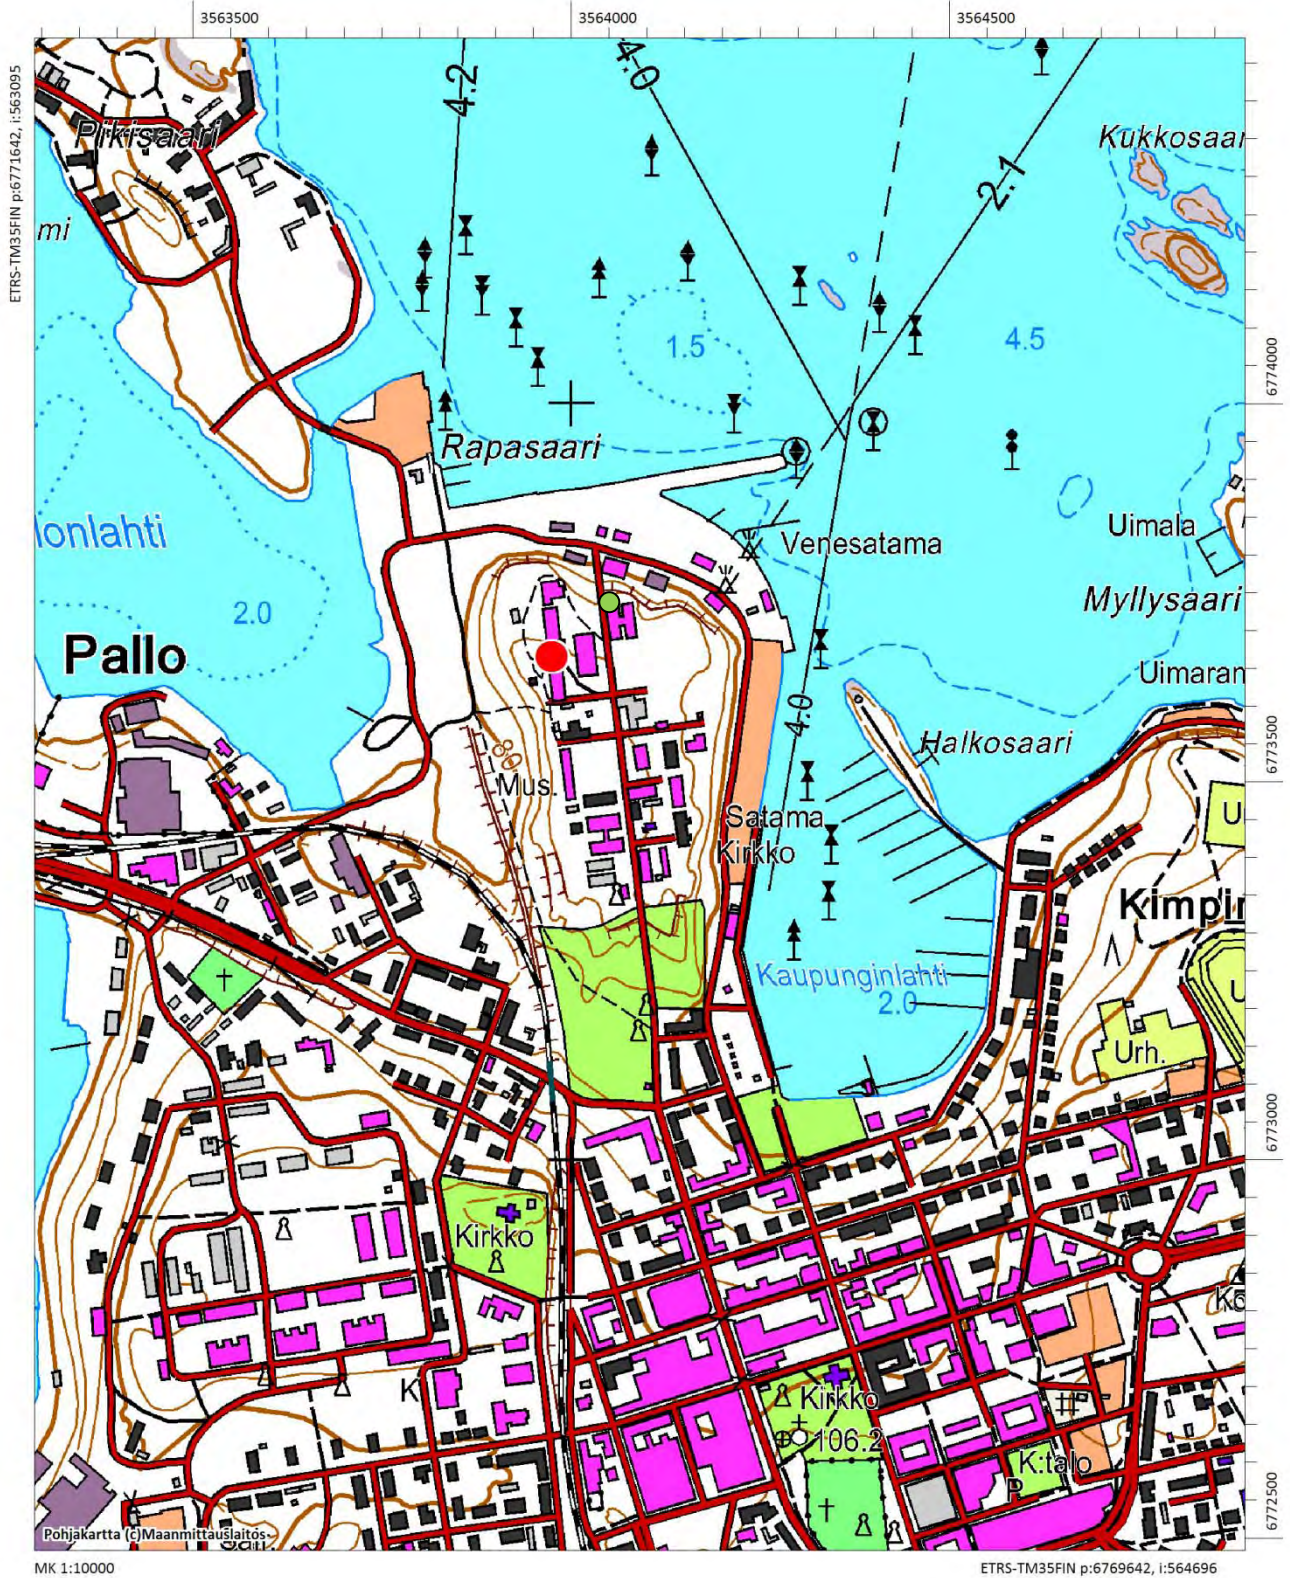 3563500
3564000
3564500
ETRS-TM35FIN p:6771642, i:563095
4.2
4.0
2.1
Pikisaari
Kukkosaar
mi
1.5
4.5
6774000
Rapasaari
lonlahti
Venesatama
Uimala
2.0
Myllysaari
Pallo
Uimaran
4.0
Halkosaari
6773500
Mus.
Satama
Kirkko
U
Kimpin
Kaupunginlahti
2.0
U
Urh.
6773000
Kirkko
Ko
K
Kirkko
106.2
K.talo
P
6772500
Pohjakartta (c)Maanmittauslaitos
MK 1:10000
ETRS-TM35FIN p:6769642, i:564696